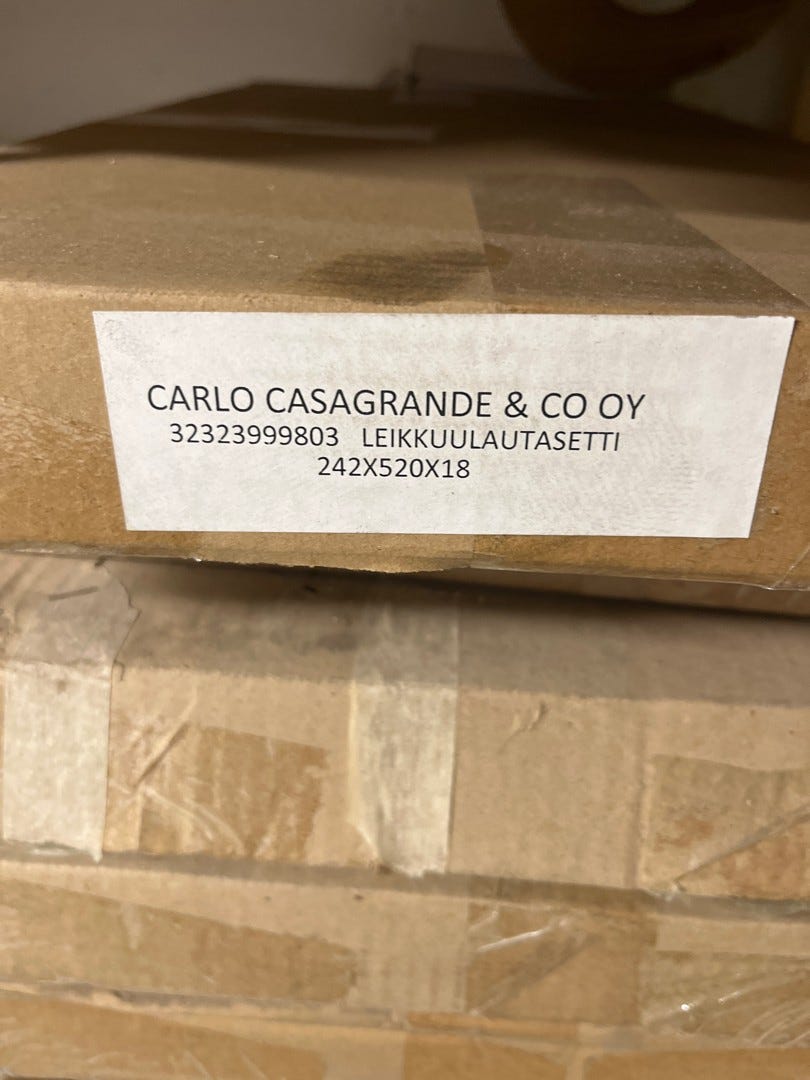 CARLO CASAGRANDE & CO OY
32323999803 LEIKKUULAUTASETTI
242X520X18